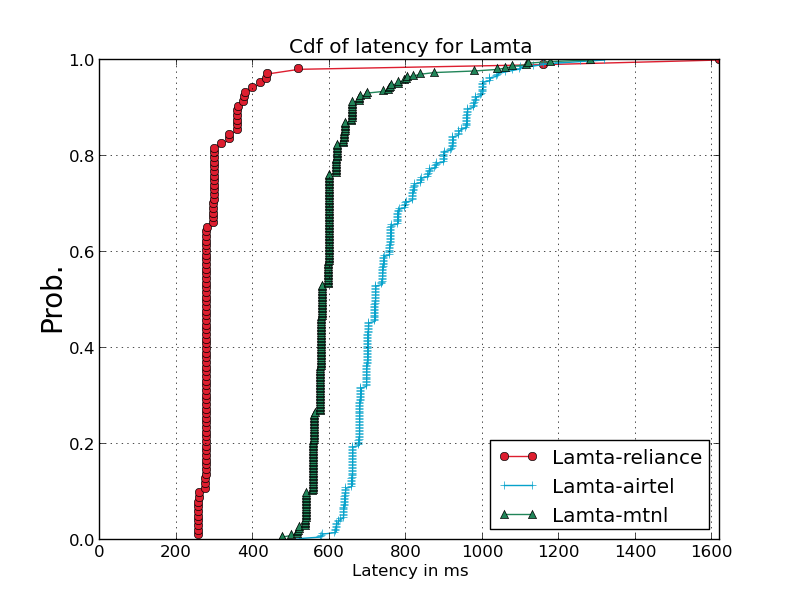 Cdf of latency for Lamta
Prob.
1.0
0.8
0.6
0.4
0.2
0.0
0 200 400 600 800 1000 1200 1400 1600
Latency in ms
Lamta-reliance
Lamta-airtel
Lamta-mtnl